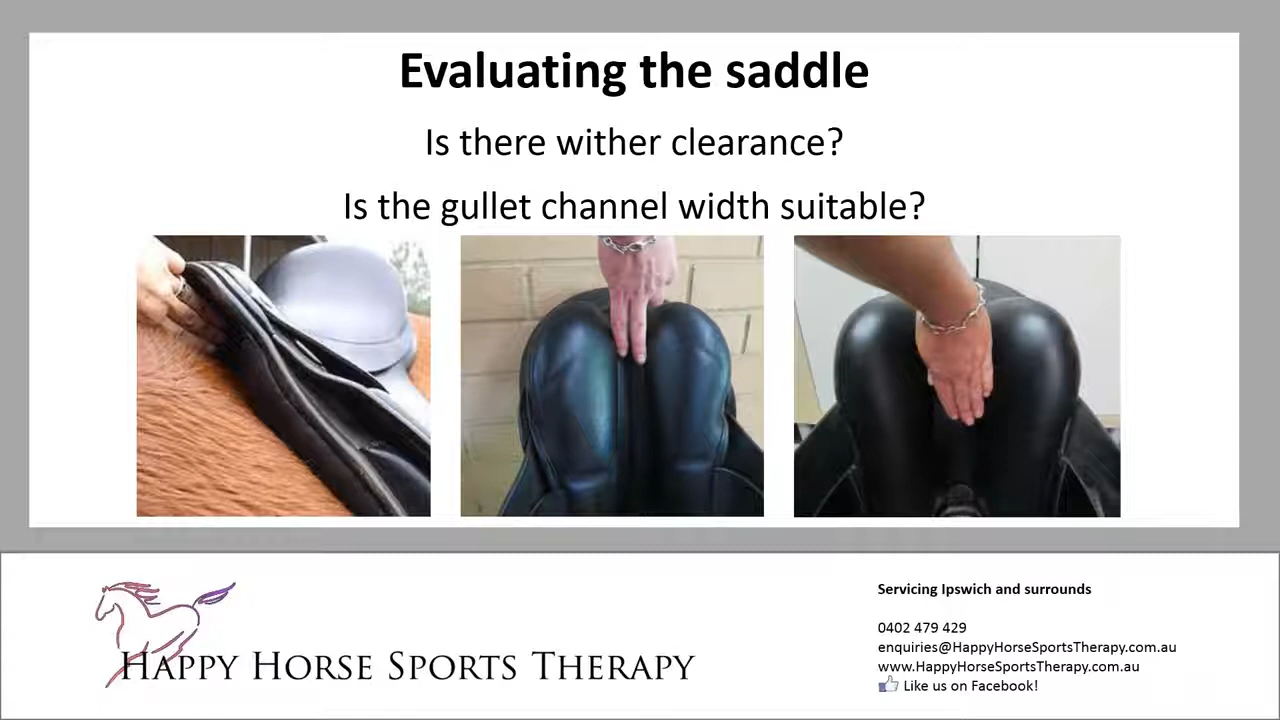 Evaluating the saddle
Is there wither clearance?
Is the gullet channel width suitable?
HAPPY HORSE SPORTS THERAPY
Servicing Ipswich and surrounds
0402 479 429
enquiries@HappyHorseSportsTherapy.com.au
www.HappyHorseSportsTherapy.com.au
Like us on Facebook!